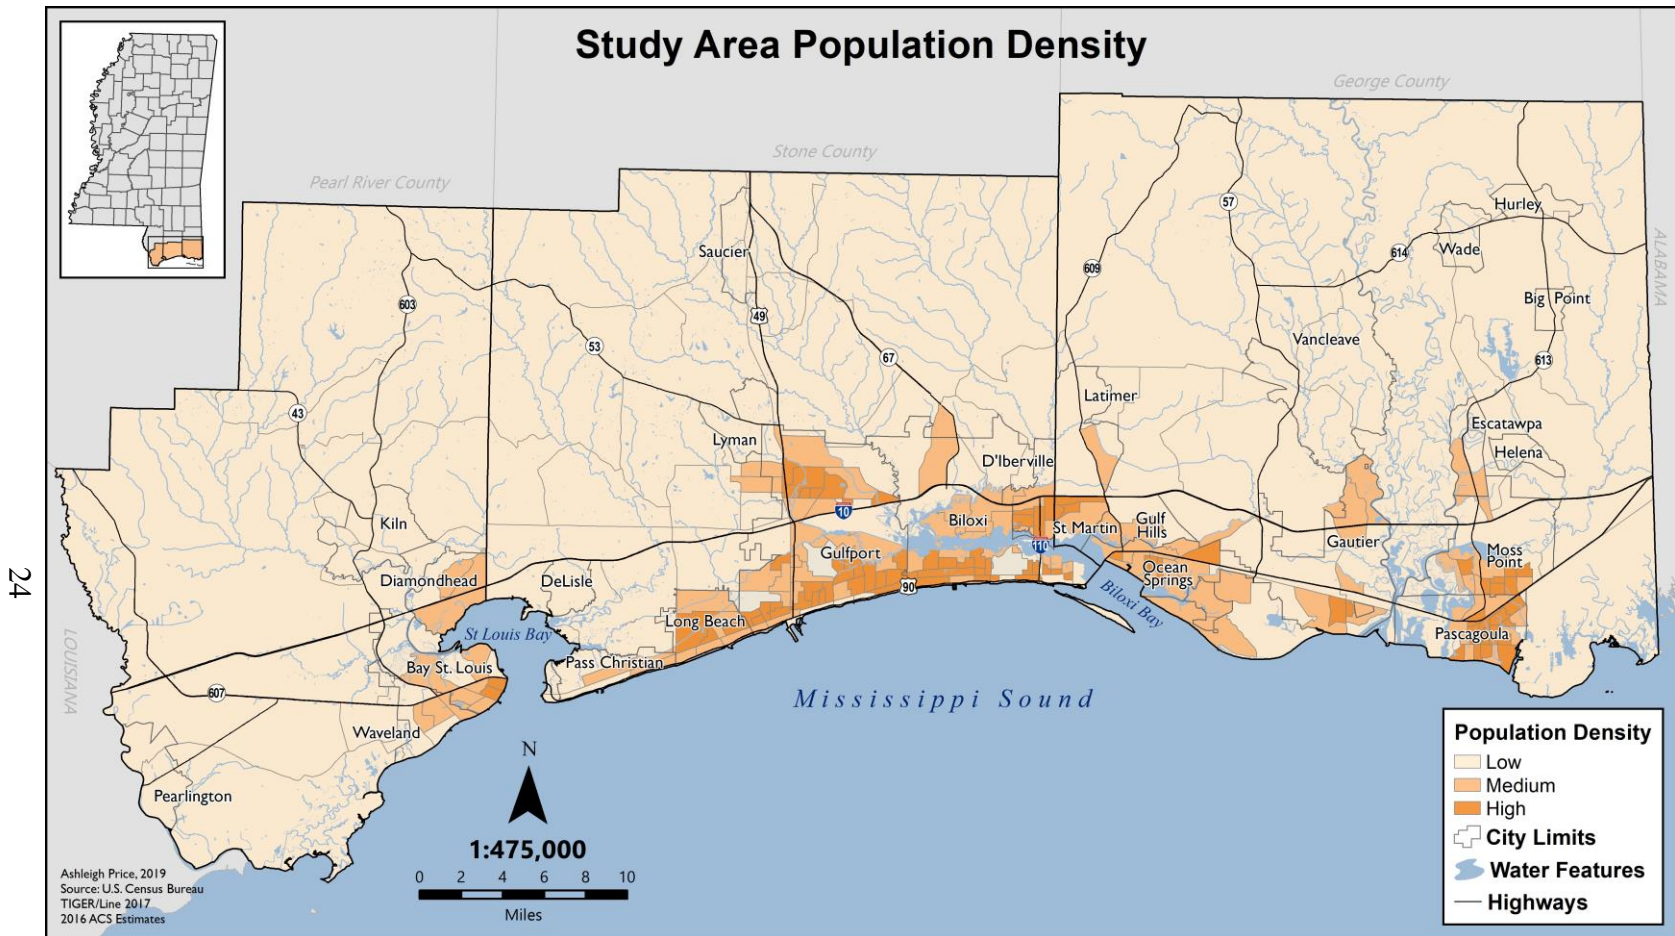 Study Area Population Density
George County
Stone County
Pearl River County
ALABAMA
LOUISIANA
Hurley
57
614
Wade
Saucier
609
Big Point
603
49
Vancleave
53
67
613
Latimer
43
Escatawpa
Lyman
Helena
D'Iberville
10
Kiln
Biloxi
St Martin
Gulf
Hills
Gautier
110
Gulfport
Moss
Point
Diamondhead
DeLisle
90
Ocean
Springs
Biloxi Bay
Long Beach
St Louis Bay
Pascagoula
Pass Christian
Bay St. Louis
607
Mississippi Sound
Waveland
Pearlington
N
1:475,000
0 2 4 6 8 10
Miles
Population Density
Low
Medium
High
City Limits
Water Features
Highways
Ashleigh Price, 2019
Source: U.S. Census Bureau
TIGER/Line 2017
2016 ACS Estimates
24